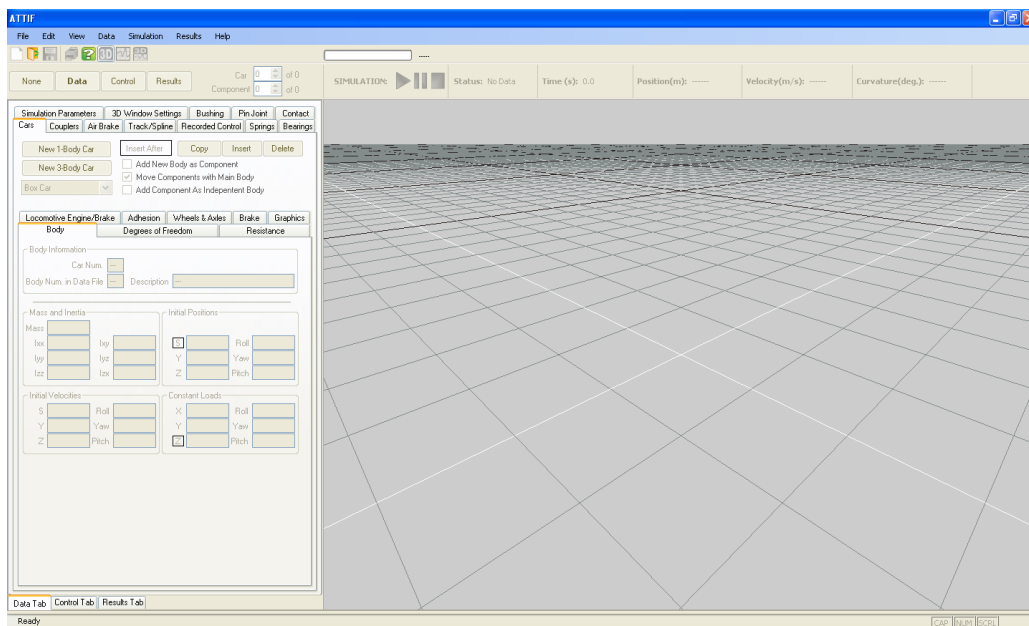 ATTIF
File Edit View Data Simulation Results Help
3D
-----
None Data Control Results Car 0 of 0
Component 0 of 0
SIMULATION: Status: No Data Time (s): 0.0 Position(m): ------ Velocity(m/s): ------ Curvature(deg.): ------
Simulation Parameters 3D Window Settings Bushing Pin Joint Contact
Cars Couplers Air Brake Track/Spline Recorded Control Springs Bearings
New 1-Body Car Insert After Copy Insert Delete
New 3-Body Car Add New Body as Component
Move Components with Main Body
Box Car Add Component As Indepentent Body
Locomotive Engine/Brake Adhesion Wheels & Axles Brake Graphics
Body Degrees of Freedom Resistance
Body Information
Car Num. ---
Body Num. in Data File --- Description ---
Mass and Inertia Initial Positions
Mass
Ixx Ixy S Roll
Iyy Iyz Y Yaw
Izz Izx Z Pitch
Initial Velocities Constant Loads
S Roll X Roll
Y Yaw Y Yaw
Z Pitch Z Pitch
Data Tab Control Tab Results Tab
Ready CAP NUM SCRL